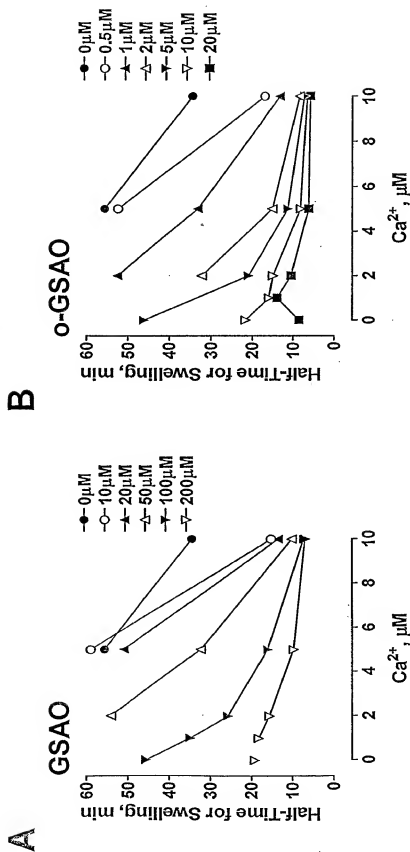 A
GSAO
Half-Time for Swelling, min
60
50
40
30
20
10
0
2
4
6
8
10
Ca²⁺, µM
0µM
10µM
20µM
50µM
100µM
200µM
B
o-GSAO
Half-Time for Swelling, min
60
50
40
30
20
10
0
2
4
6
8
10
Ca²⁺, µM
0µM
0.5µM
1µM
2µM
5µM
10µM
20µM